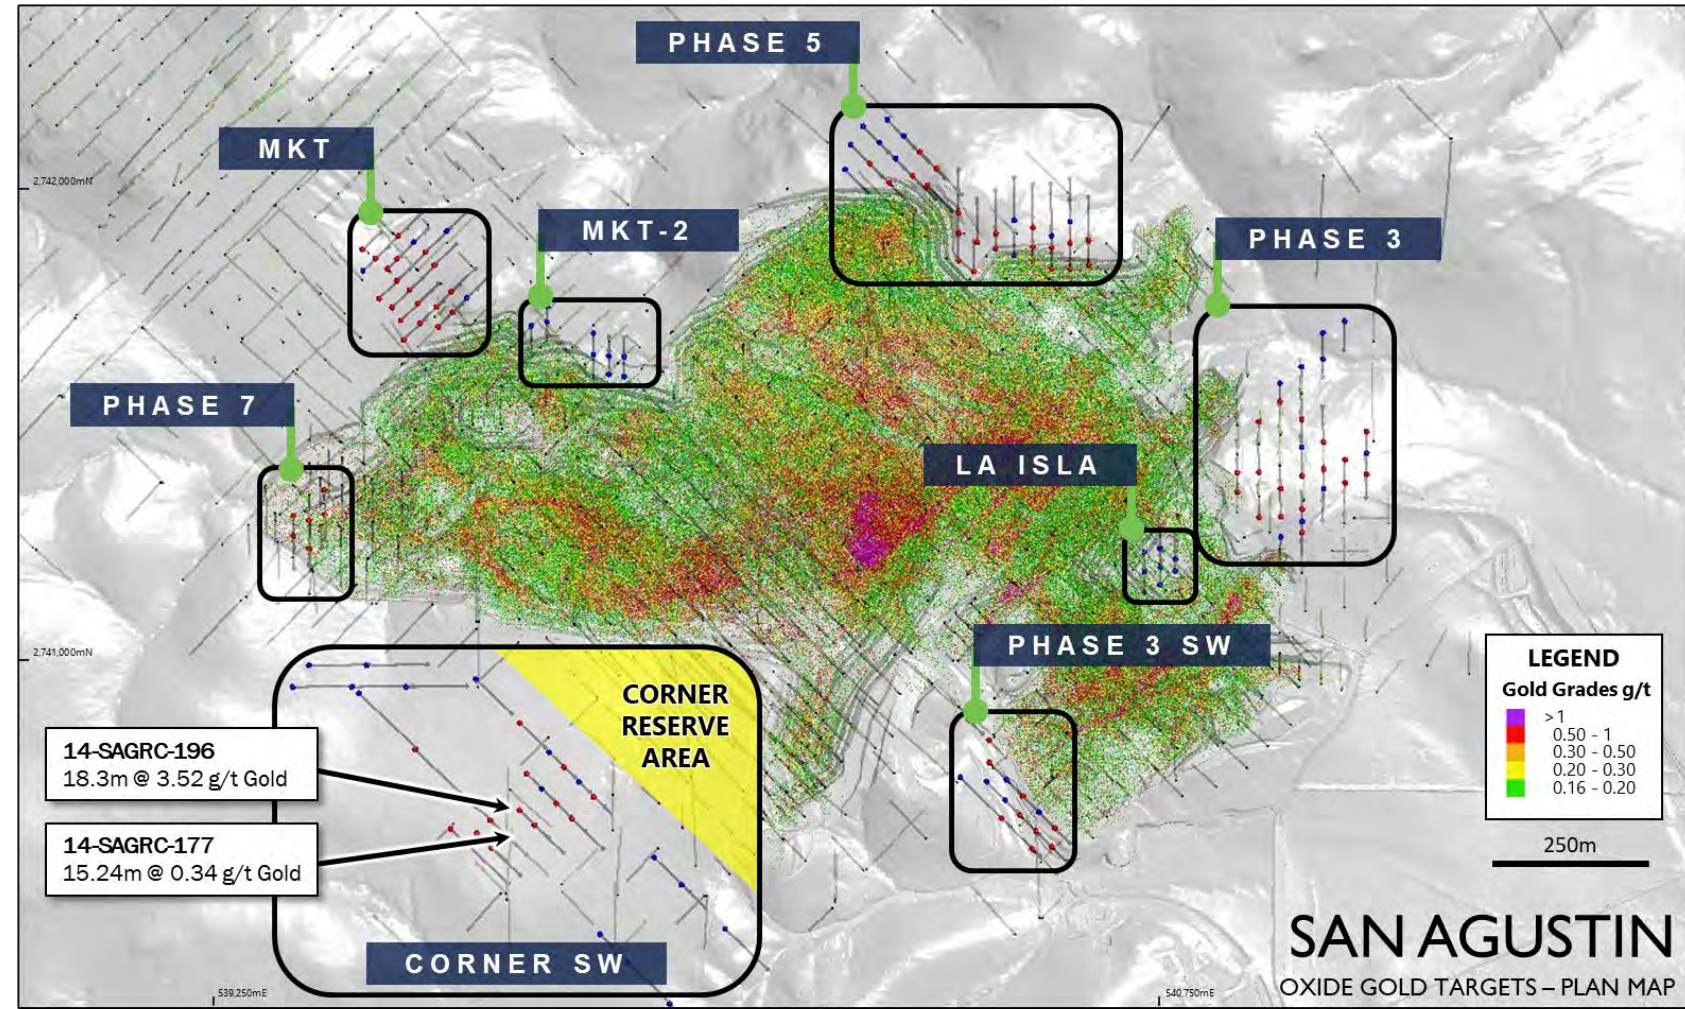 PHASE 5
MKT
2,742,000mN
MKT-2
PHASE 3
PHASE 7
LA ISLA
PHASE 3 SW
2,741,000mN
CORNER
RESERVE
AREA
14-SAGRC-196
18.3m @ 3.52 g/t Gold
14-SAGRC-177
15.24m @ 0.34 g/t Gold
CORNER SW
LEGEND
Gold Grades g/t
>1
0.50 - 1
0.30 - 0.50
0.20 - 0.30
0.16 - 0.20
250m
SAN AGUSTIN
OXIDE GOLD TARGETS – PLAN MAP
539,250mE
540,750mE